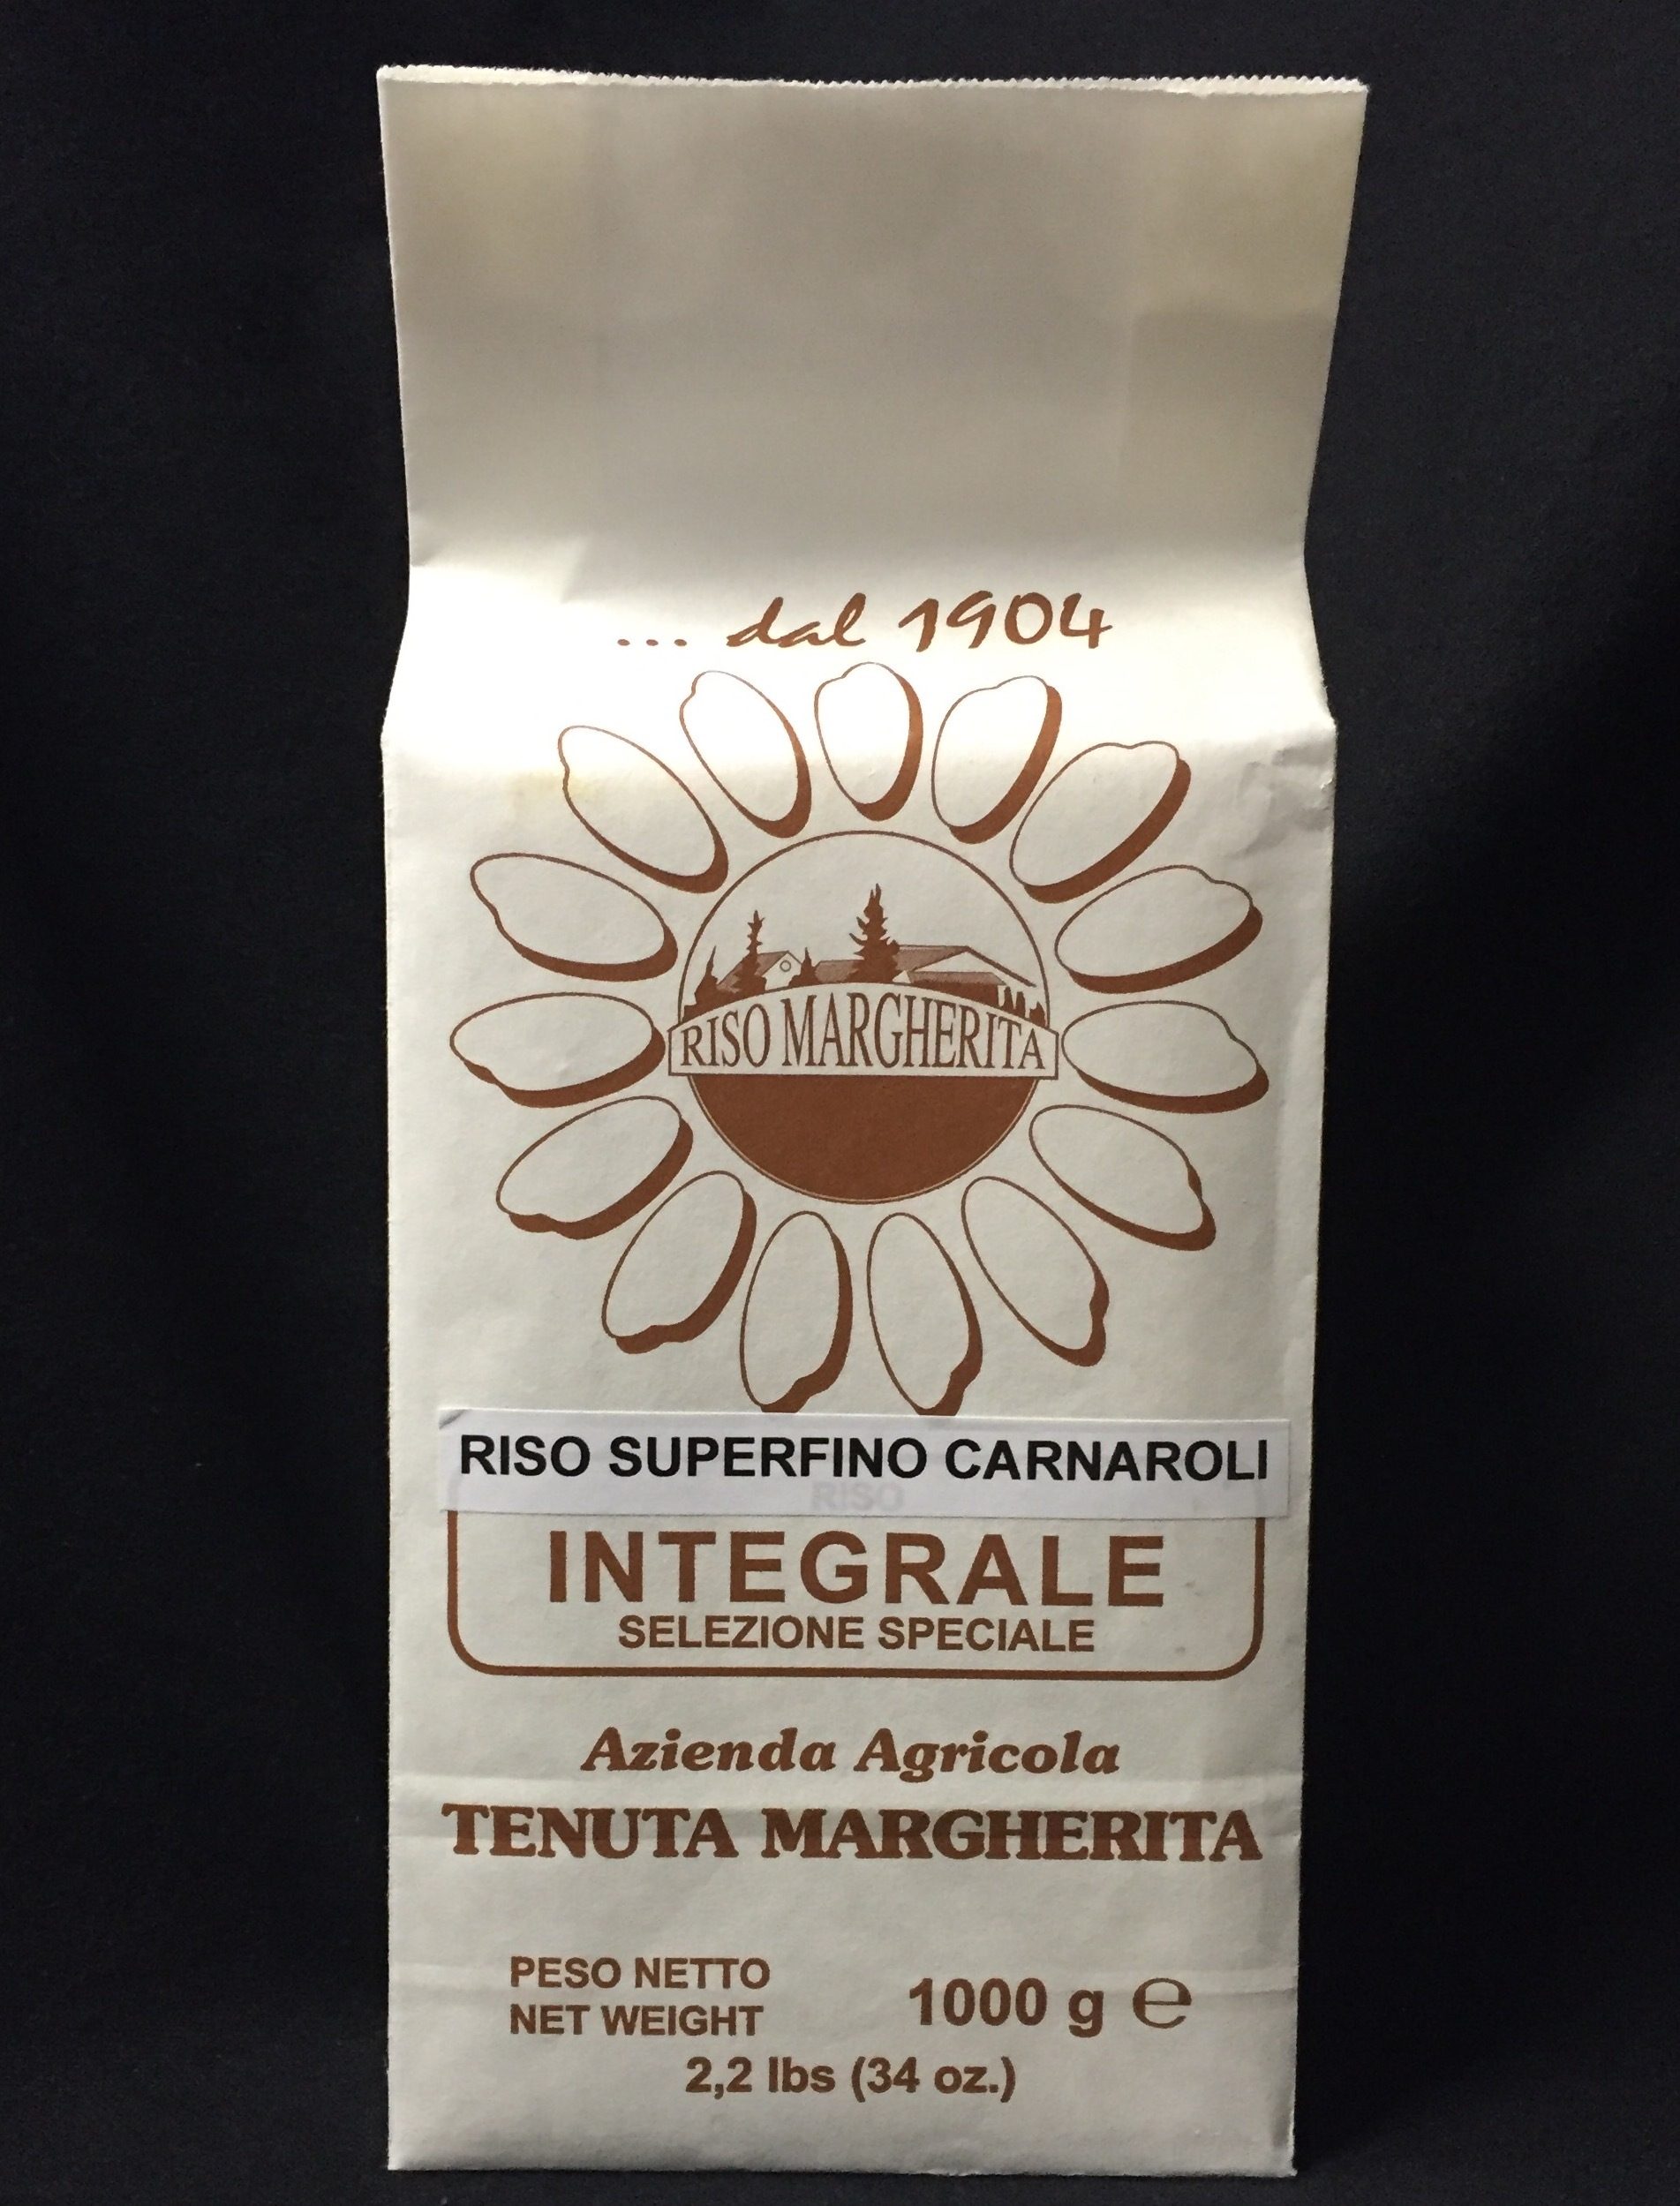 ... dal 1904
RISO MARGHERITA
RISO SUPERFINO CARNAROLI
RISO
INTEGRALE
SELEZIONE SPECIALE
Azienda Agricola
TENUTA MARGHERITA
PESO NETTO
NET WEIGHT
1000 g ℮
2,2 lbs (34 oz.)